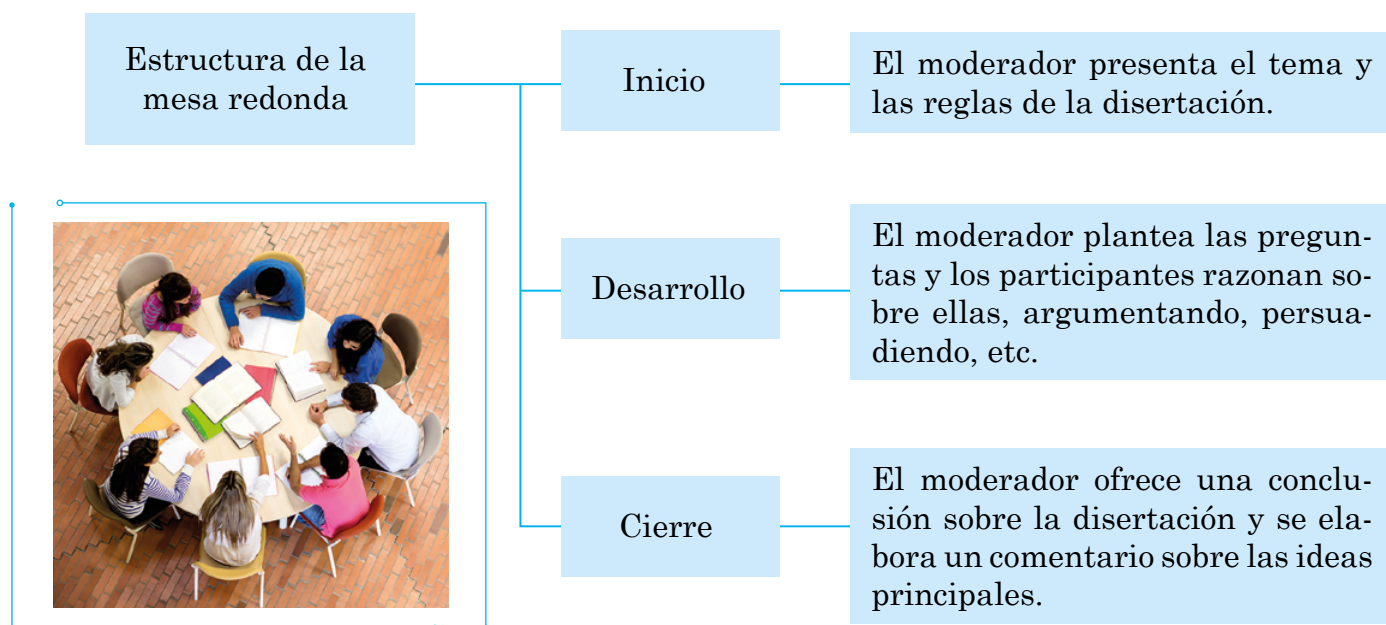 Estructura de la
mesa redonda
Inicio
El moderador presenta el tema y
las reglas de la disertación.
Desarrollo
El moderador plantea las pregun-
tas y los participantes razonan so-
bre ellas, argumentando, persua-
diendo, etc.
Cierre
El moderador ofrece una conclu-
sión sobre la disertación y se ela-
bora un comentario sobre las ideas
principales.